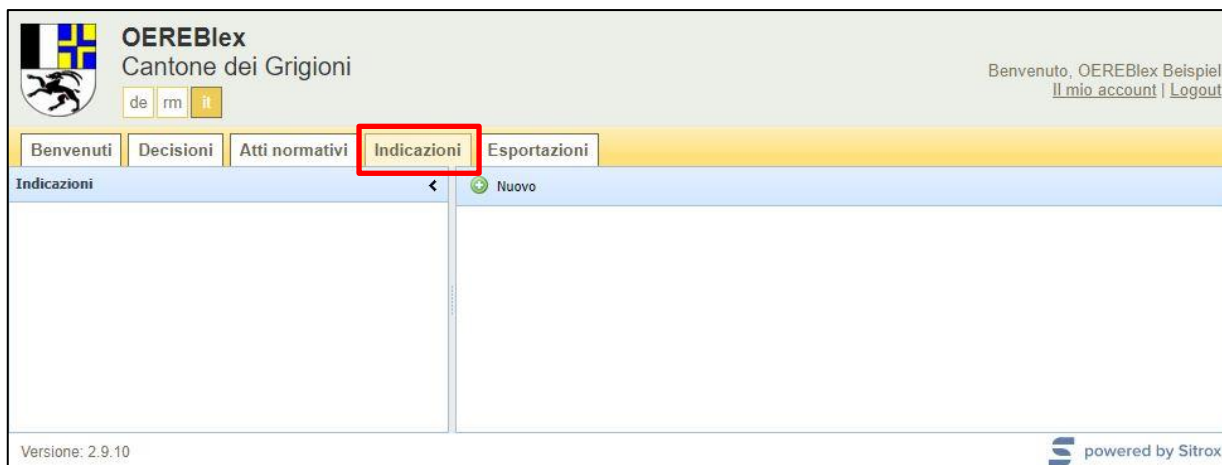 OEREBlex
Cantone dei Grigioni
de rm it
Benvenuto, OEREBlex Beispiel
Il mio account | Logout
Benvenuti Decisioni Atti normativi Indicazioni Esportazioni
Indicazioni
Nuovo
Versione: 2.9.10
powered by Sitrox